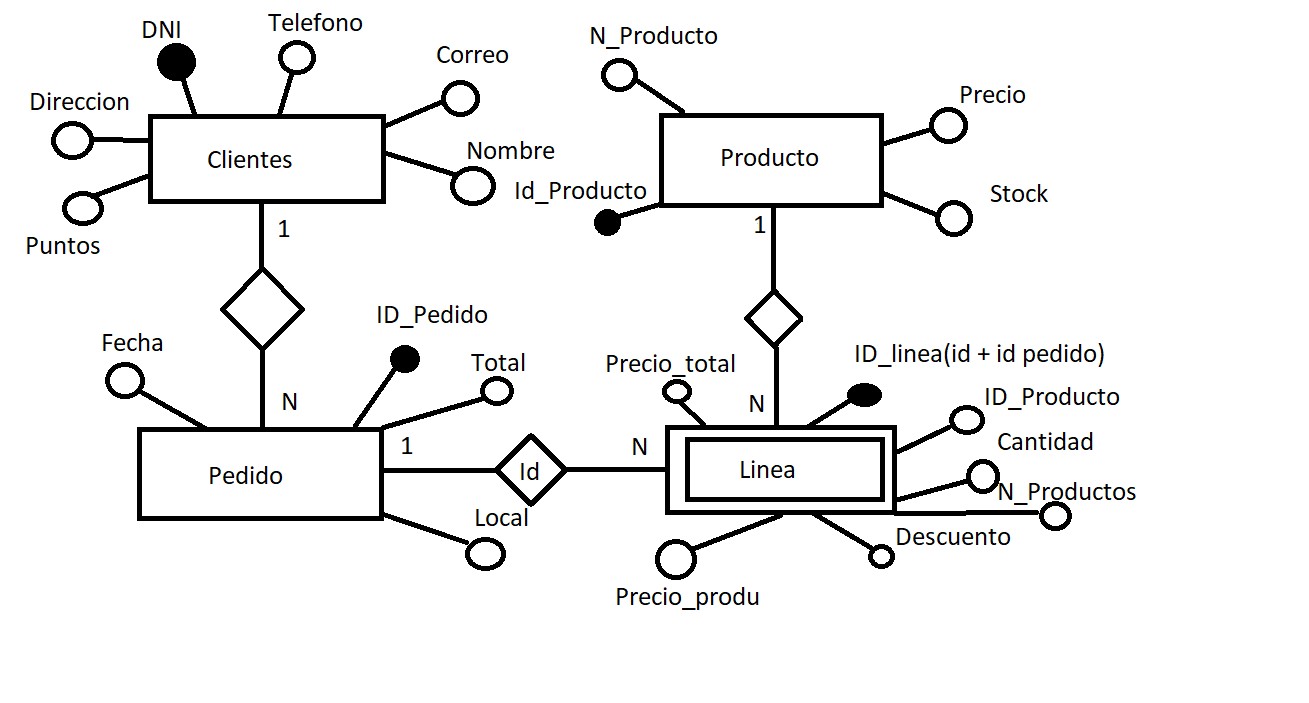 DNI
Telefono
Correo
Direccion
Clientes
Nombre
Puntos
1
N_Producto
Precio
Producto
Id_Producto
Stock
1
ID_Pedido
Fecha
Total
N
Pedido
1
Id
N
Local
Precio_total
N
ID_linea(id + id pedido)
ID_Producto
Cantidad
Linea
N_Productos
Descuento
Precio_produ